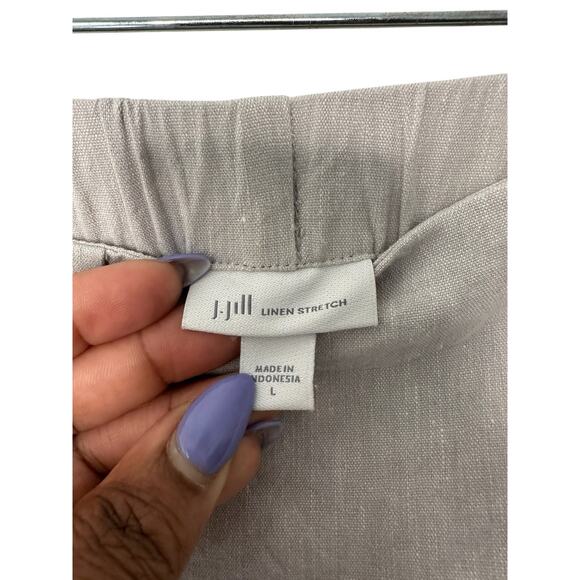 J.Jill LINEN STRETCH
MADE IN
INDONESIA
L